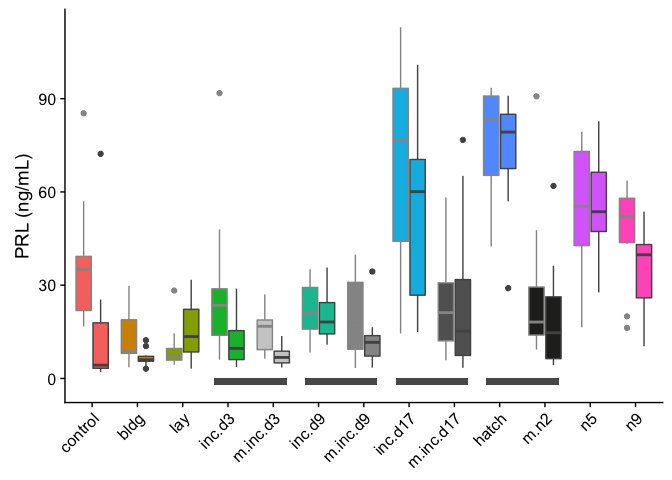 PRL (ng/mL)
90
60
30
0
control
bldg
lay
inc.d3
m.inc.d3
inc.d9
m.inc.d9
inc.d17
m.inc.d17
hatch
m.n2
n5
n9